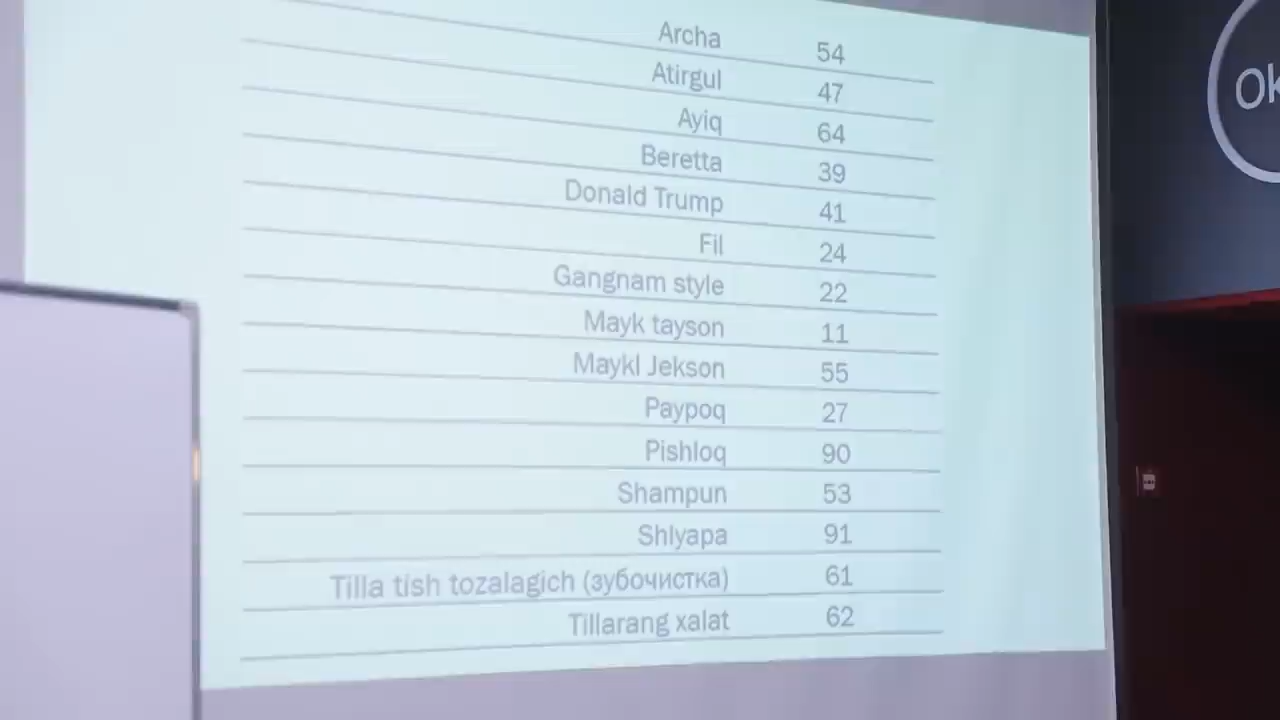 Archa 54
Atirgul 47
Ayiq 64
Beretta 39
Donald Trump 41
Fil 24
Gangnam style 22
Mayk tayson 11
Maykl Jekson 55
Paypoq 27
Pishloq 90
Shampun 53
Shlyapa 91
Tilla tish tozalagich (зубочистка) 61
Tillarang xalat 62